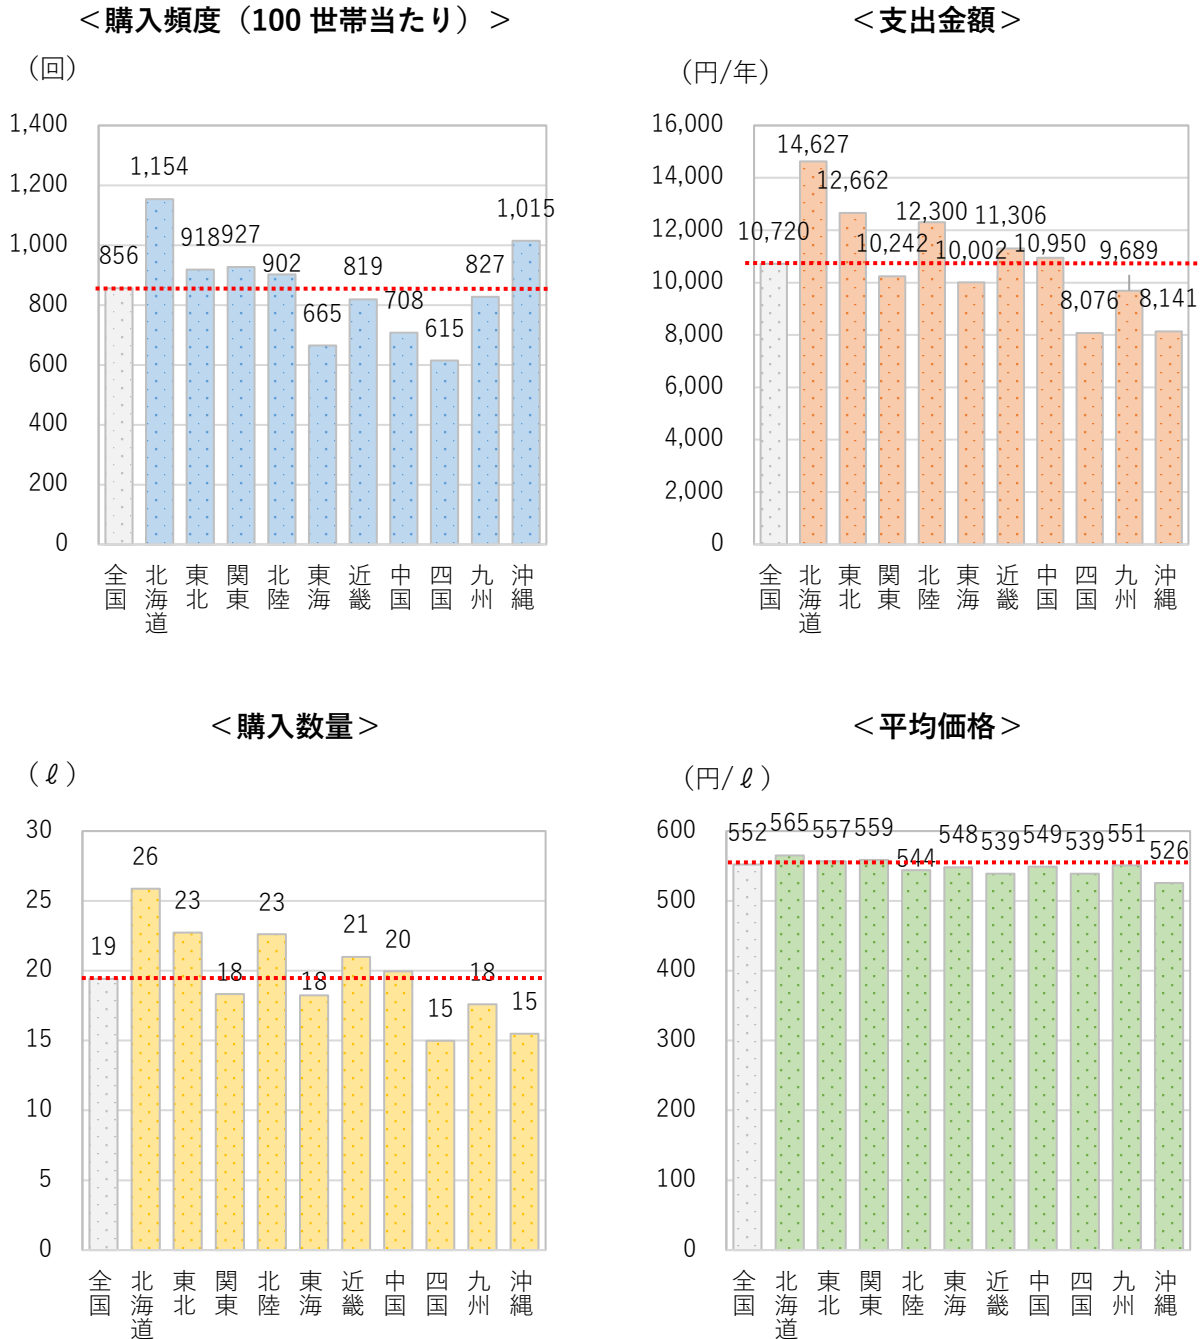 ＜購入頻度（100 世帯当たり）＞
（回）
1,400
1,200
1,000
800
600
400
200
0
856
1,154
918
927
902
665
819
708
615
827
1,015
全国
北海道
東北
関東
北陸
東海
近畿
中国
四国
九州
沖縄
＜支出金額＞
（円/年）
16,000
14,000
12,000
10,000
8,000
6,000
4,000
2,000
0
10,720
14,627
12,662
10,242
12,300
10,002
11,306
10,950
8,076
9,689
8,141
全国
北海道
東北
関東
北陸
東海
近畿
中国
四国
九州
沖縄
＜購入数量＞
（ℓ）
30
25
20
15
10
5
0
19
26
23
18
23
18
21
20
15
18
15
全国
北海道
東北
関東
北陸
東海
近畿
中国
四国
九州
沖縄
＜平均価格＞
（円/ℓ）
600
500
400
300
200
100
0
552
565
557
559
544
548
539
549
539
551
526
全国
北海道
東北
関東
北陸
東海
近畿
中国
四国
九州
沖縄